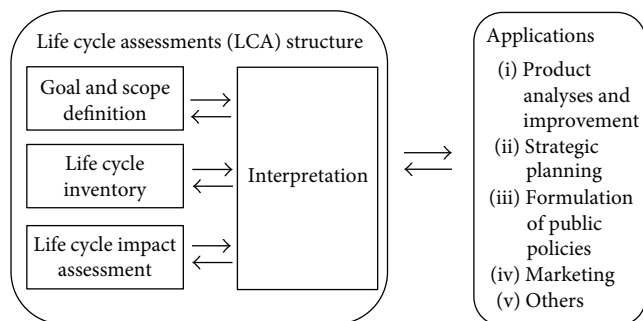 Life cycle assessments (LCA) structure
Goal and scope
definition
Life cycle
inventory
Life cycle impact
assessment
Interpretation
Applications
(i) Product
analyses and
improvement
(ii) Strategic
planning
(iii) Formulation
of public
policies
(iv) Marketing
(v) Others